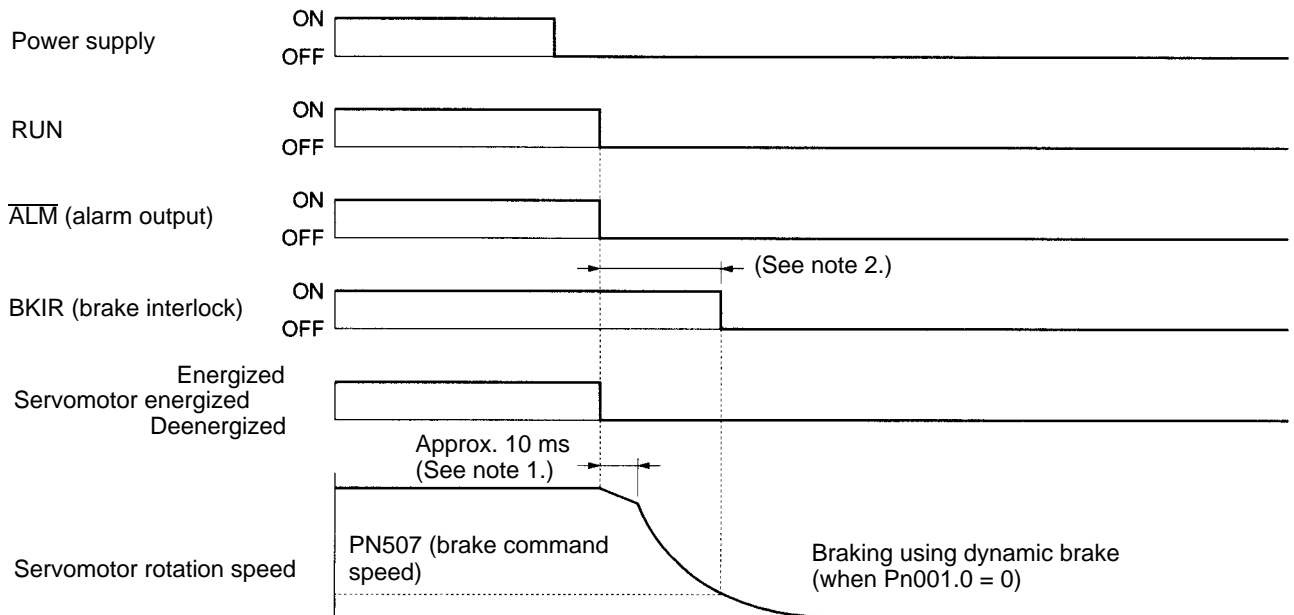 ON
Power supply
OFF
ON
RUN
OFF
ON
ALM (alarm output)
OFF
(See note 2.)
ON
BKIR (brake interlock)
OFF
Energized
Servomotor energized
Deenergized
Approx. 10 ms
(See note 1.)
PN507 (brake command
speed)
Servomotor rotation speed
Braking using dynamic brake
(when Pn001.0 = 0)